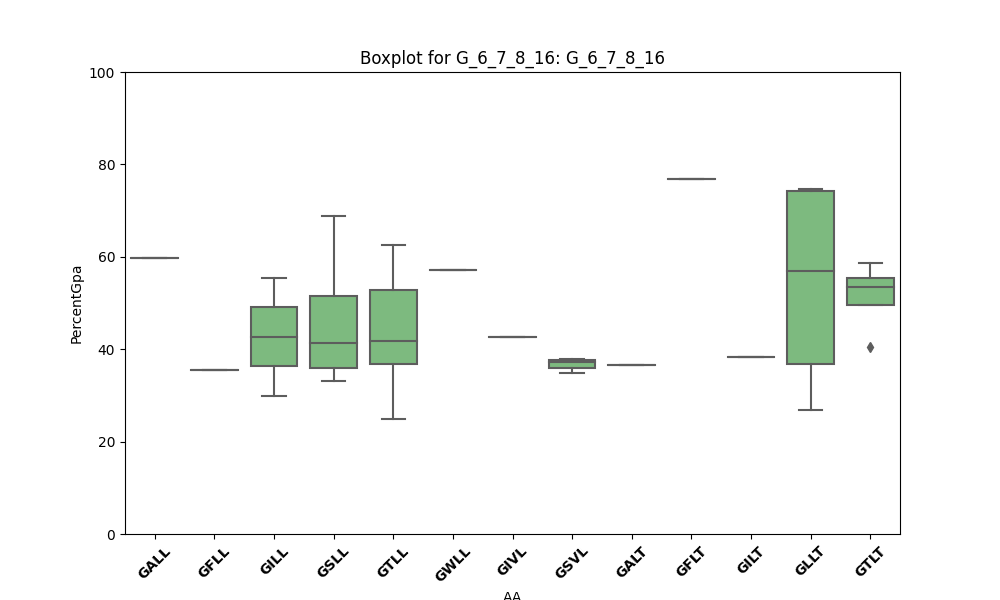 Boxplot for G_6_7_8_16: G_6_7_8_16
100
80
60
40
20
0
PercentGpa
GALL GFLL GILL GSLL GTLL GWLL GIVL GSVL GALT GFLT GILT GLLT GTLT
AA